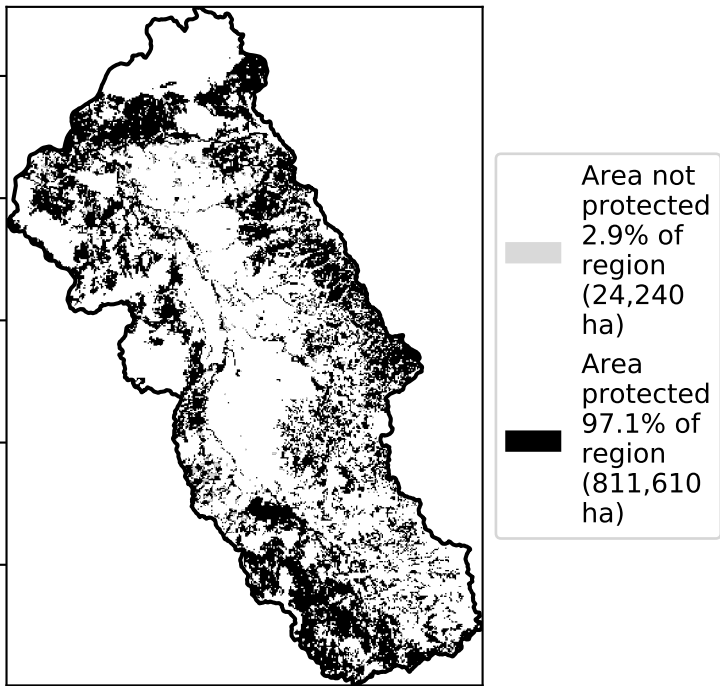 Area not
protected
2.9% of
region
(24,240
ha)
Area
protected
97.1% of
region
(811,610
ha)